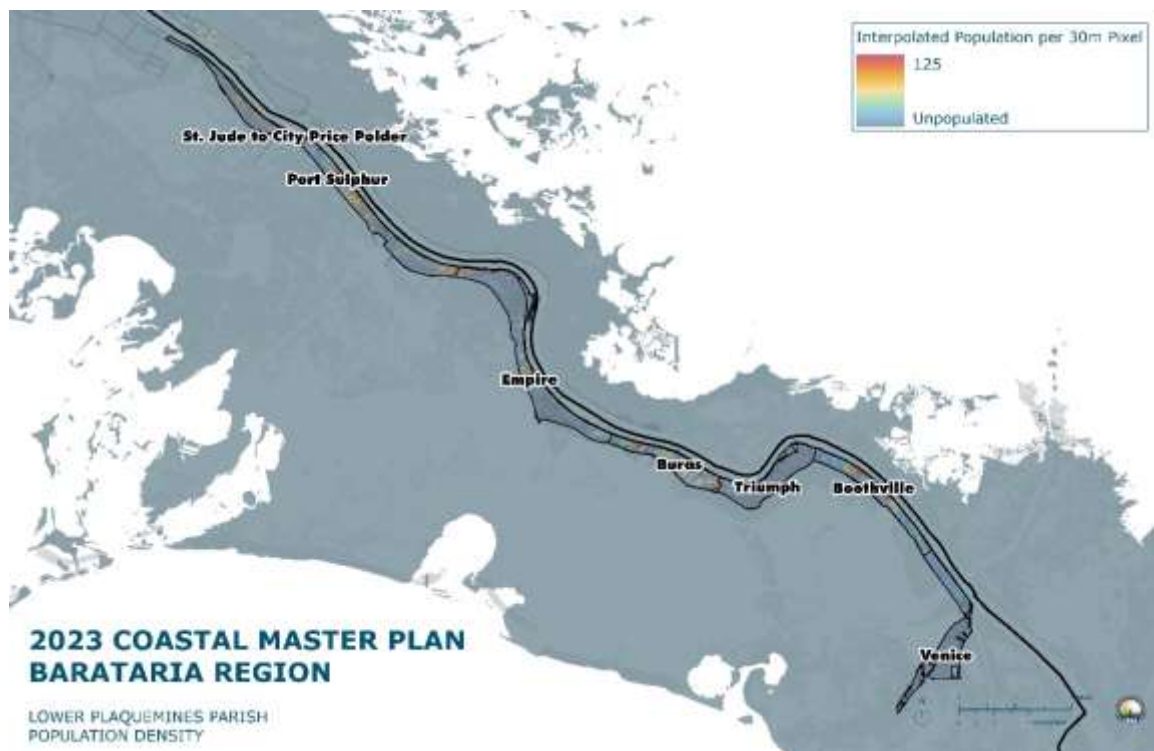 Interpolated Population per 30m Pixel
125
Unpopulated
St. Jude to City Price Polder
Port Sulphur
Empire
Buras
Triumph
Boothville
Venice
2023 COASTAL MASTER PLAN
BARATARIA REGION
LOWER PLAQUEMINES PARISH
POPULATION DENSITY